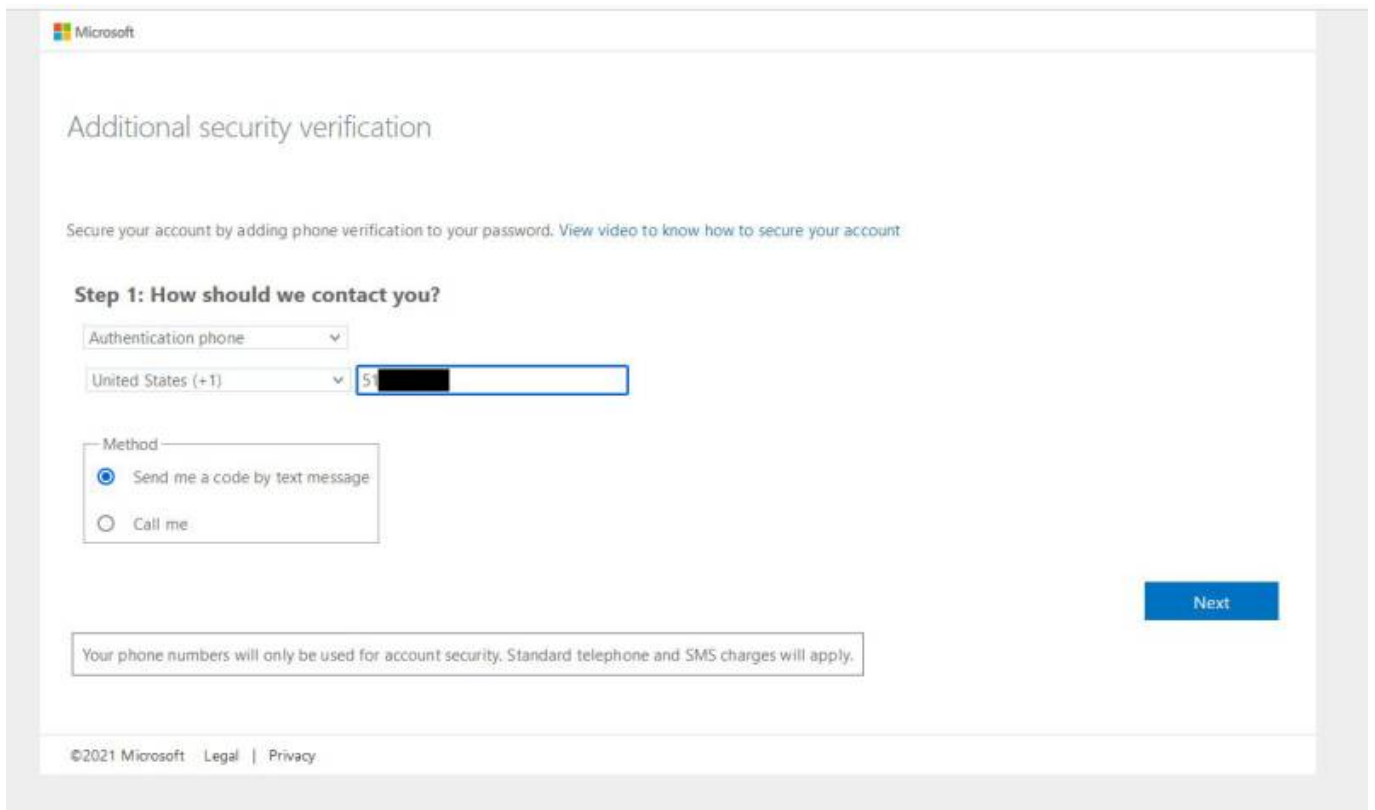 Microsoft
Additional security verification
Secure your account by adding phone verification to your password. View video to know how to secure your account
Step 1: How should we contact you?
Authentication phone
United States (+1) 51
Method
Send me a code by text message
Call me
Next
Your phone numbers will only be used for account security. Standard telephone and SMS charges will apply.
©2021 Microsoft Legal | Privacy